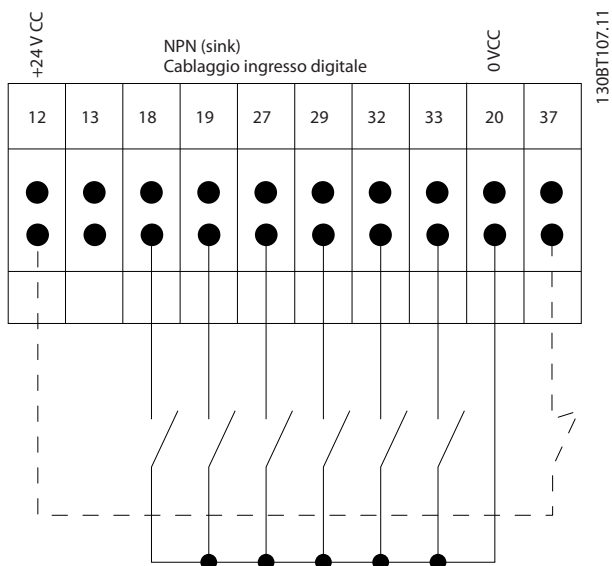 +24 V CC
NPN (sink)
Cablaggio ingresso digitale
0 VCC
130BT107.11
12 13 18 19 27 29 32 33 20 37